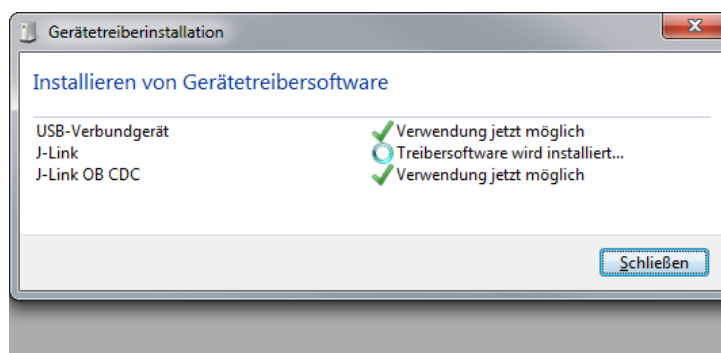 Gerätetreiberinstallation
Installieren von Gerätetreibersoftware
USB-Verbundgerät Verwendung jetzt möglich
J-Link Treibersoftware wird installiert...
J-Link OB CDC Verwendung jetzt möglich
Schließen